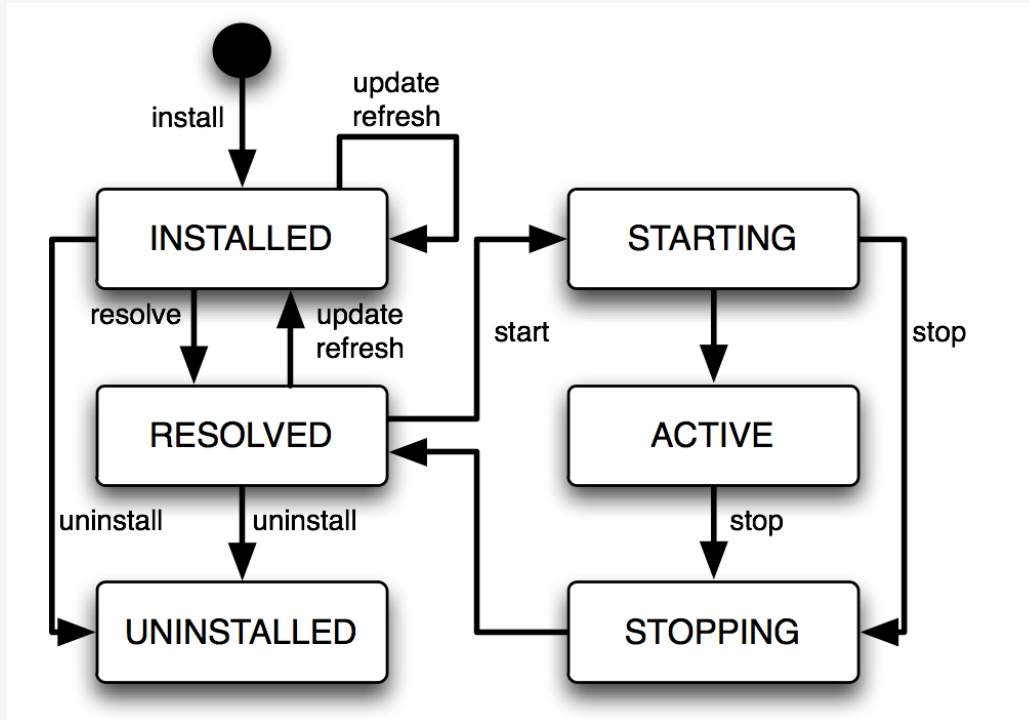 update
refresh
install
INSTALLED
STARTING
resolve
update
refresh
start
stop
RESOLVED
ACTIVE
uninstall
uninstall
stop
UNINSTALLED
STOPPING